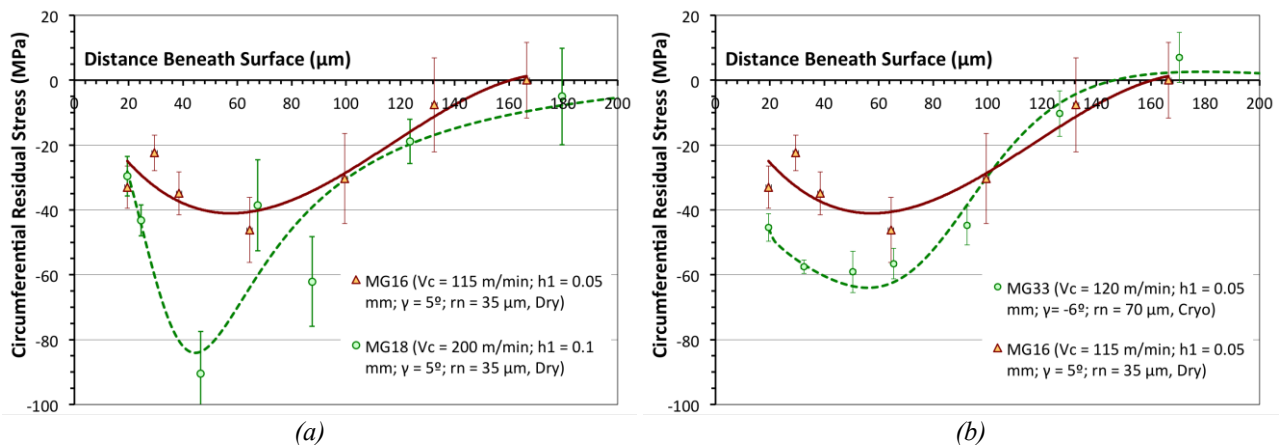 Circumferential Residual Stress (MPa)
20
0
-20
-40
-60
-80
-100
Distance Beneath Surface (µm)
0 20 40 60 80 100 120 140 160 180 200
MG16 (Vc = 115 m/min; h1 = 0.05
mm; γ = 5º; rn = 35 µm, Dry)
MG18 (Vc = 200 m/min; h1 = 0.1
mm; γ = 5º; rn = 35 µm, Dry)
(a)
Circumferential Residual Stress (MPa)
20
0
-20
-40
-60
-80
-100
Distance Beneath Surface (µm)
0 20 40 60 80 100 120 140 160 180 200
MG33 (Vc = 120 m/min; h1 = 0.05
mm; γ= -6º; rn = 70 µm, Cryo)
MG16 (Vc = 115 m/min; h1 = 0.05
mm; γ = 5º; rn = 35 µm, Dry)
(b)